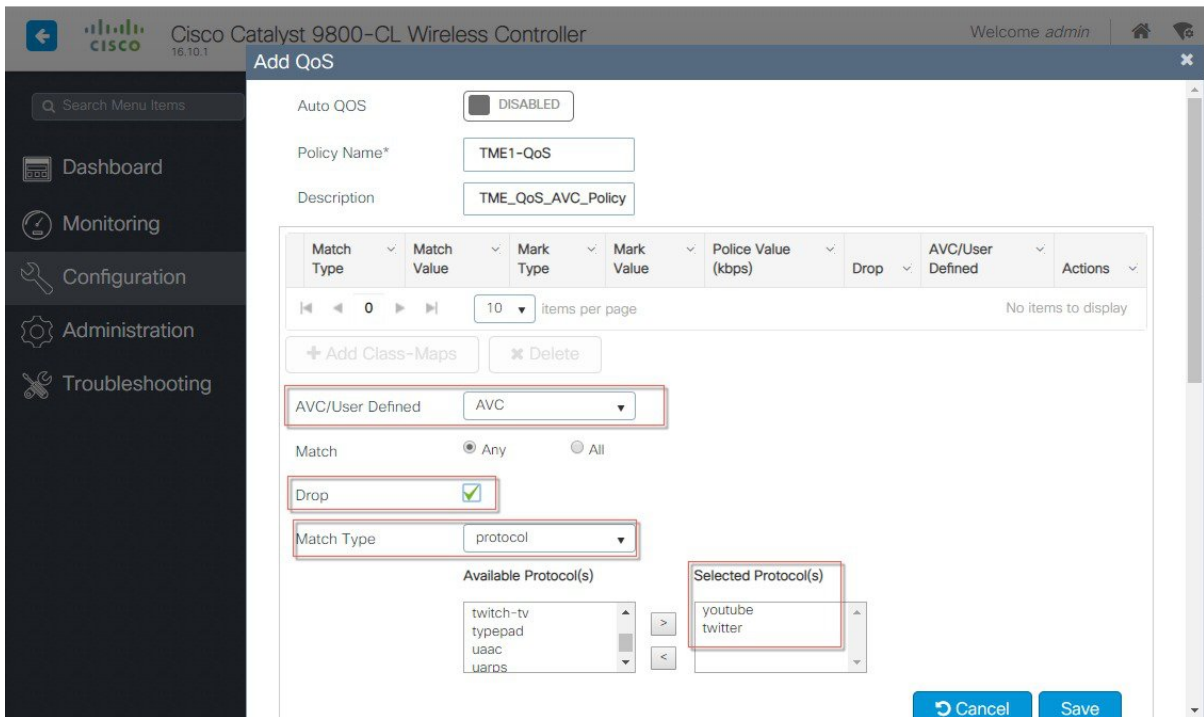 CISCO
Cisco Catalyst 9800-CL Wireless Controller
16.10.1
Welcome admin
Add QoS
Search Menu Items
Dashboard
Monitoring
Configuration
Administration
Troubleshooting
Auto QOS
DISABLED
Policy Name*
TME1-QoS
Description
TME_QoS_AVC_Policy
Match Type
Match Value
Mark Type
Mark Value
Police Value (kbps)
Drop
AVC/User Defined
Actions
0
10
items per page
No items to display
Add Class-Maps
Delete
AVC/User Defined
AVC
Match
Any
All
Drop
Match Type
protocol
Available Protocol(s)
Selected Protocol(s)
twitch-tv
typepad
uaac
uarps
>
<
youtube
twitter
Cancel
Save